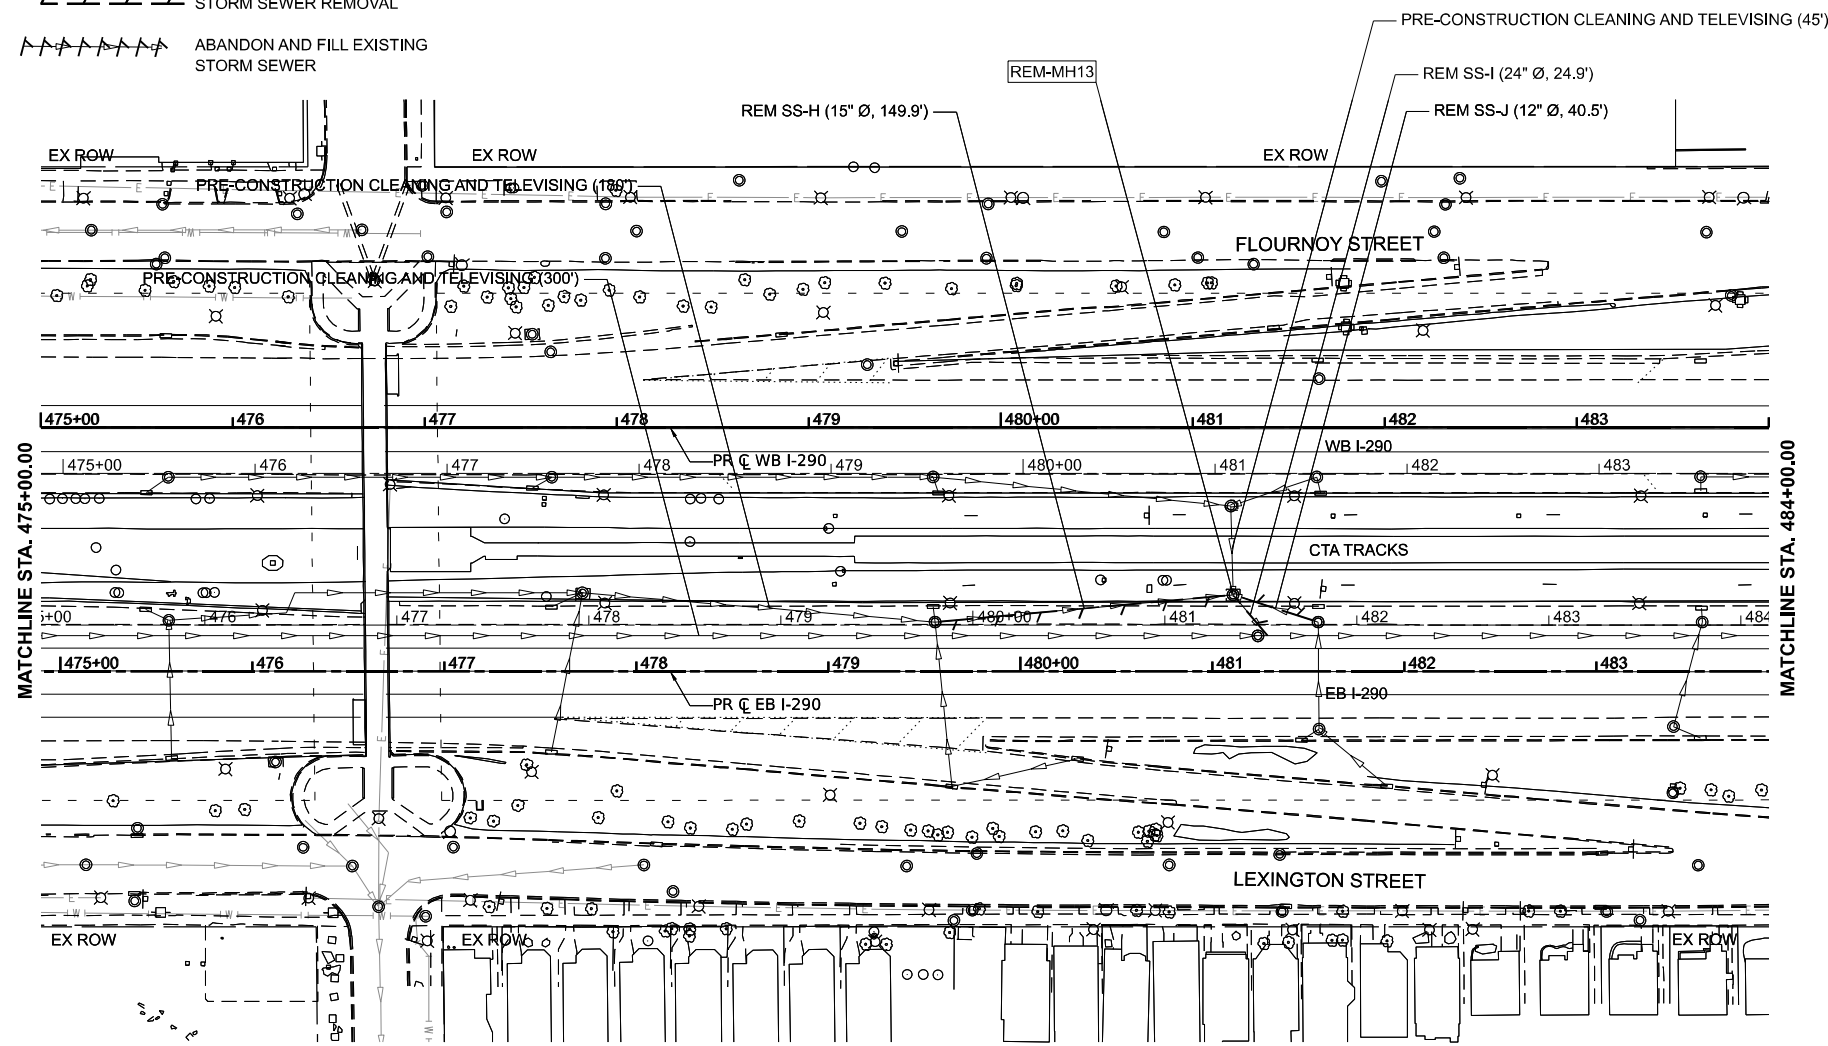 STORM SEWER REMOVAL
ABANDON AND FILL EXISTING
STORM SEWER
PRE-CONSTRUCTION CLEANING AND TELEVISING (45')
REM-MH13
REM SS-I (24" Ø, 24.9')
REM SS-H (15" Ø, 149.9')
REM SS-J (12" Ø, 40.5')
EX ROW
EX ROW
EX ROW
PRE-CONSTRUCTION CLEANING AND TELEVISING (180')
FLOURNOY STREET
PRE-CONSTRUCTION CLEANING AND TELEVISING (300')
475+00 476 477 478 479 480+00 481 482 483
WB I-290
PR ℄ WB I-290
475+00 476 477 478 479 480+00 481 482 483
MATCHLINE STA. 475+00.00
MATCHLINE STA. 484+00.00
CTA TRACKS
5+00 476 477 478 479 480+00 481 482 483 484
475+00 476 477 478 479 480+00 481 482 483
EB I-290
PR ℄ EB I-290
LEXINGTON STREET
EX ROW
EX ROW
EX ROW